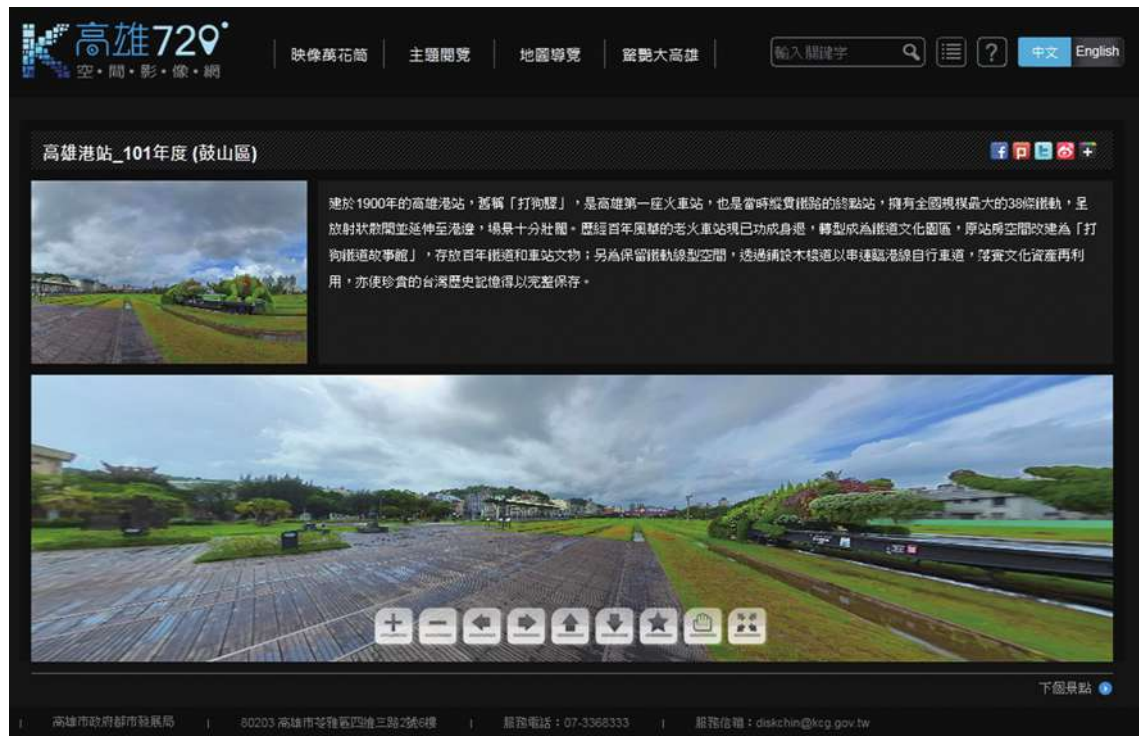 高雄720°
空・間・影・像・網
映像萬花筒
主題閱覽
地圖導覽
驚艷大高雄
輸入關鍵字
?
中文
English
高雄港站_101年度 (鼓山區)
建於1900年的高雄港站，舊稱「打狗驛」，是高雄第一座火車站，也是當時縱貫鐵路的終點站，擁有全國規模最大的38條鐵軌，呈
放射狀散開並延伸至港邊，場景十分壯闊。歷經百年風華的老火車站現已功成身退，轉型成為鐵道文化園區，原站房空間改建為「打
狗鐵道故事館」，存放百年鐵道和車站文物；另為保留鐵軌線型空間，透過鋪設木棧道以串連臨港線自行車道，落實文化資產再利
用，亦使珍貴的台灣歷史記憶得以完整保存。
下個景點
高雄市政府都市發展局 | 80203 高雄市苓雅區四維三路2號6樓 | 服務電話：07-3368333 | 服務信箱：diskchin@kcg.gov.tw